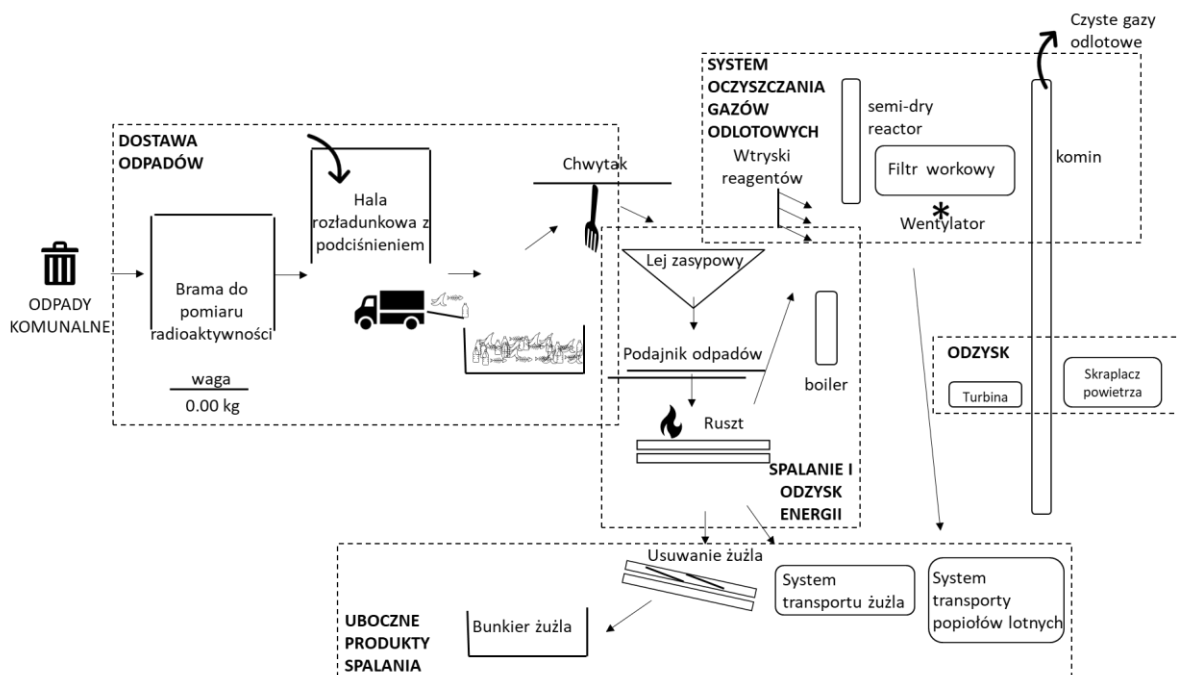 Czyste gazy
odlotowe
SYSTEM
OCZYSZCZANIA
GAZÓW
ODLOTOWYCH
semi-dry
reactor
Wtryski
reagentów
Filtr workowy
Wentylator
komin
DOSTAWA
ODPADÓW
Hala
rozładunkowa z
podciśnieniem
Chwytak
ODPADY
KOMUNALNE
Brama do
pomiaru
radioaktywności
waga
0.00 kg
Lej zasypowy
Podajnik odpadów
boiler
Ruszt
SPALANIE I
ODZYSK
ENERGII
ODZYSK
Turbina
Skraplacz
powietrza
Usuwanie żużla
System
transportu żużla
System
transporty
popiołów lotnych
Bunkier żużla
UBOCZNE
PRODUKTY
SPALANIA